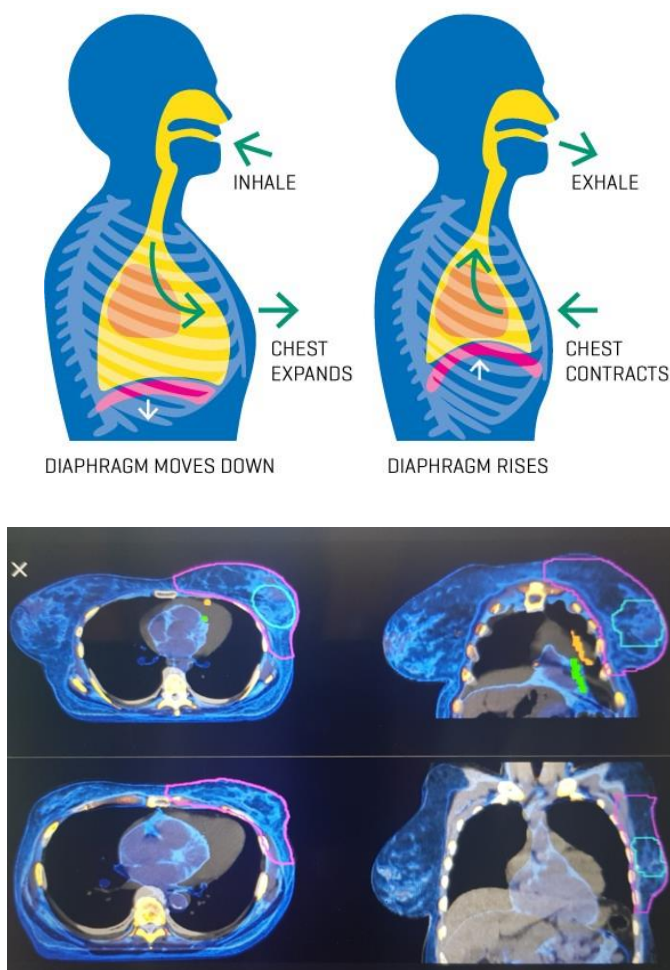 INHALE
EXHALE
CHEST
EXPANDS
CHEST
CONTRACTS
DIAPHRAGM MOVES DOWN
DIAPHRAGM RISES